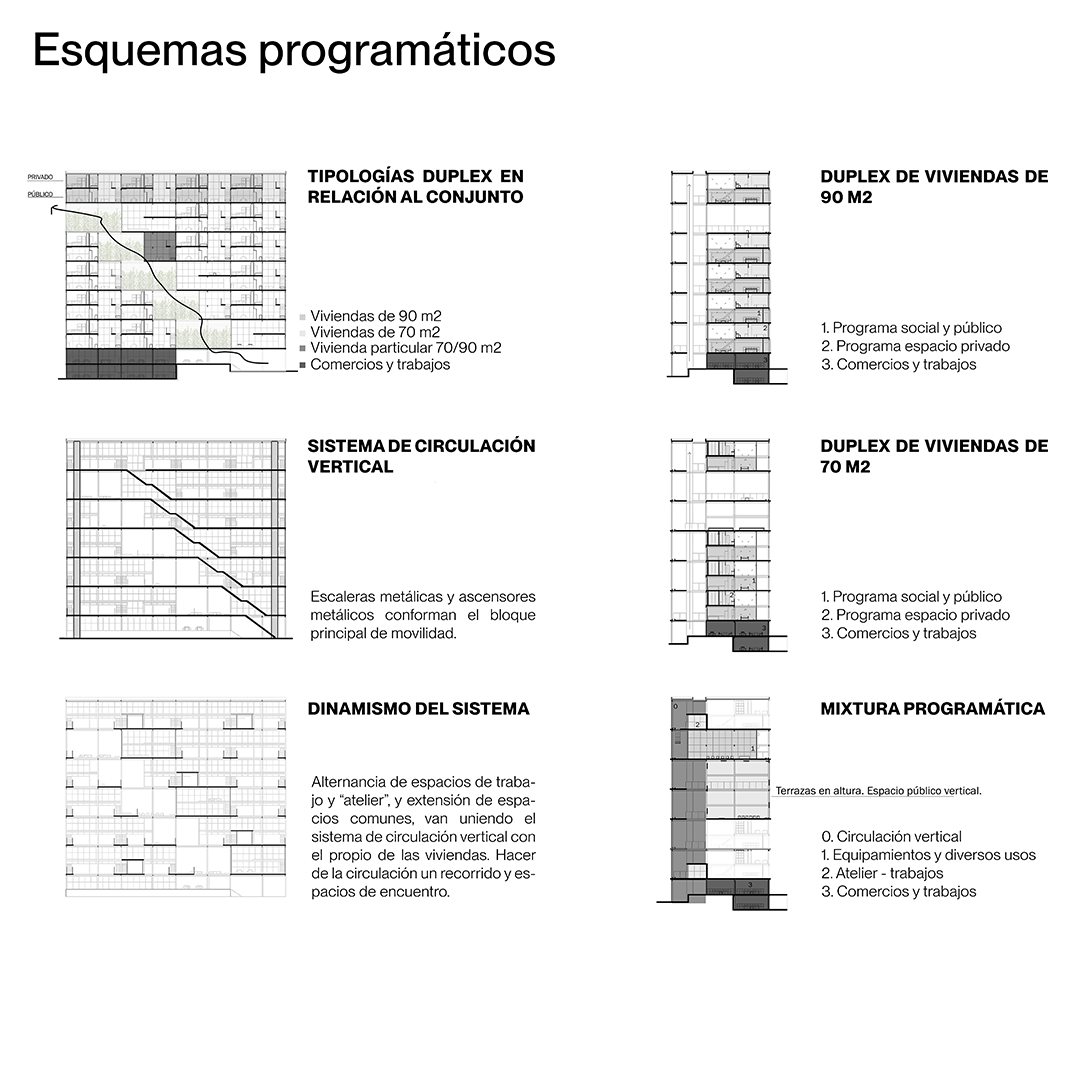 Esquemas programáticos
PRIVADO
PÚBLICO
TIPOLOGÍAS DUPLEX EN
RELACIÓN AL CONJUNTO
Viviendas de 90 m2
Viviendas de 70 m2
Vivienda particular 70/90 m2
Comercios y trabajos
DUPLEX DE VIVIENDAS DE
90 M2
1
1
2
3
1. Programa social y público
2. Programa espacio privado
3. Comercios y trabajos
SISTEMA DE CIRCULACIÓN
VERTICAL
Escaleras metálicas y ascensores
metálicos conforman el bloque
principal de movilidad.
DUPLEX DE VIVIENDAS DE
70 M2
1
2
3
1. Programa social y público
2. Programa espacio privado
3. Comercios y trabajos
DINAMISMO DEL SISTEMA
Alternancia de espacios de traba-
jo y “atelier”, y extensión de espa-
cios comunes, van uniendo el
sistema de circulación vertical con
el propio de las viviendas. Hacer
de la circulación un recorrido y es-
pacios de encuentro.
MIXTURA PROGRAMÁTICA
0
2
1
3
Terrazas en altura. Espacio público vertical.
0. Circulación vertical
1. Equipamientos y diversos usos
2. Atelier - trabajos
3. Comercios y trabajos